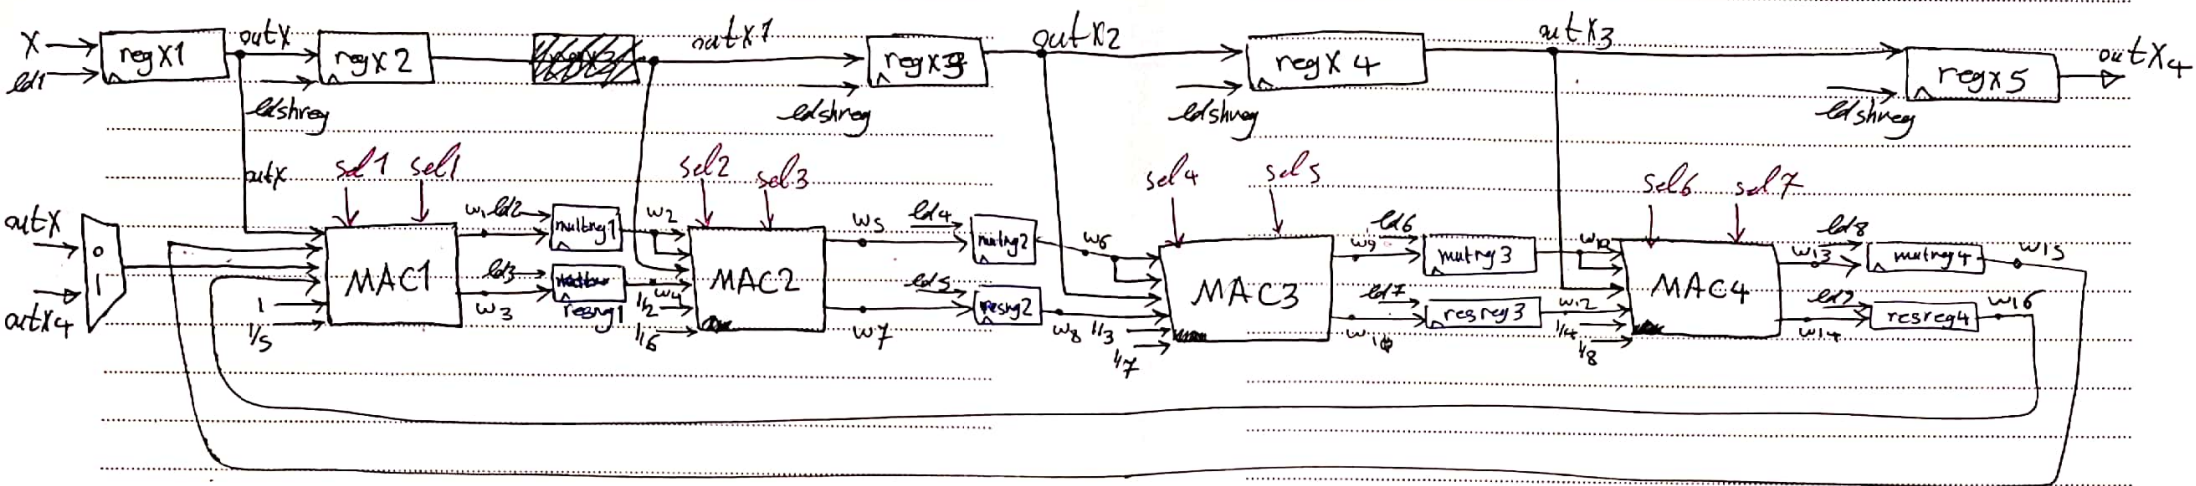 X
ld1
regX1
outX
ldshreg
regX2
outX1
ldshreg
regX3
outX2
ldshreg
regX4
outX3
ldshreg
regX5
outX4
outX
outX4
0
1
outX
sel1
sel1
MAC1
1
1/5
w1
ld2
multreg1
ld3
w3
resreg1
w2
w4
1/2
1/6
sel2
sel3
MAC2
w5
ld4
multreg2
w7
ld5
resreg2
w6
w8
1/3
1/7
sel4
sel5
MAC3
w9
ld6
multreg3
ld7
resreg3
w12
1/4
1/8
sel6
sel7
MAC4
w13
ld8
multreg4
w14
resreg4
w15
w16